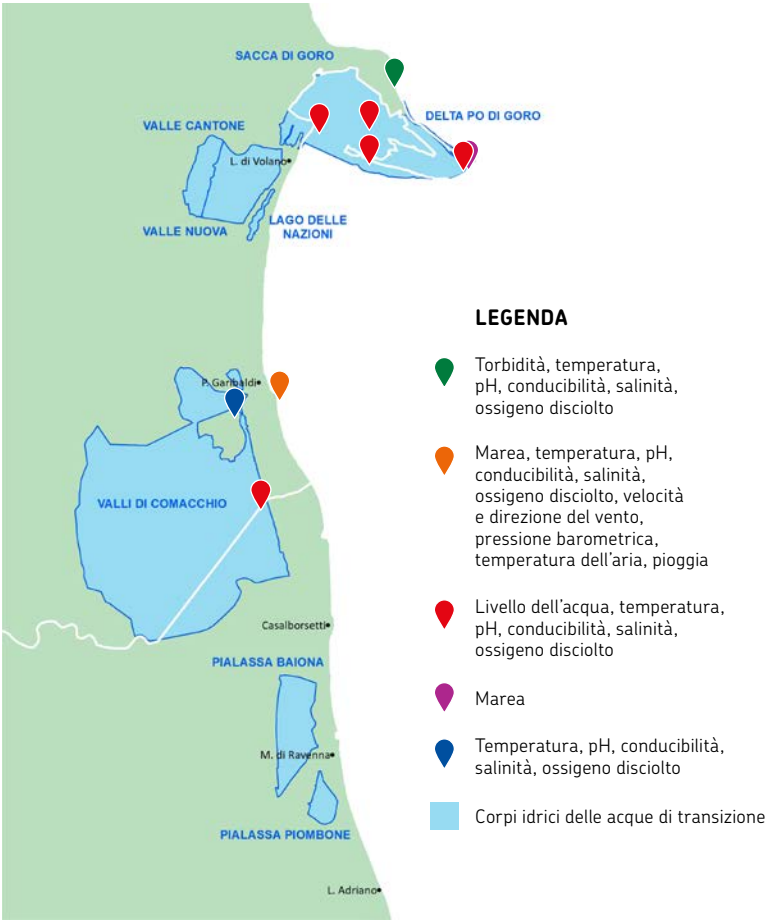 SACCA DI GORO
DELTA PO DI GORO
VALLE CANTONE
L. di Volano
LAGO DELLE
NAZIONI
VALLE NUOVA
P. Garibaldi
VALLI DI COMACCHIO
Casalborsetti
PIALASSA BAIONA
M. di Ravenna
PIALASSA PIOMBONE
L. Adriano
LEGENDA
Torbidità, temperatura,
pH, conducibilità, salinità,
ossigeno disciolto
Marea, temperatura, pH,
conducibilità, salinità,
ossigeno disciolto, velocità
e direzione del vento,
pressione barometrica,
temperatura dell'aria, pioggia
Livello dell'acqua, temperatura,
pH, conducibilità, salinità,
ossigeno disciolto
Marea
Temperatura, pH, conducibilità,
salinità, ossigeno disciolto
Corpi idrici delle acque di transizione